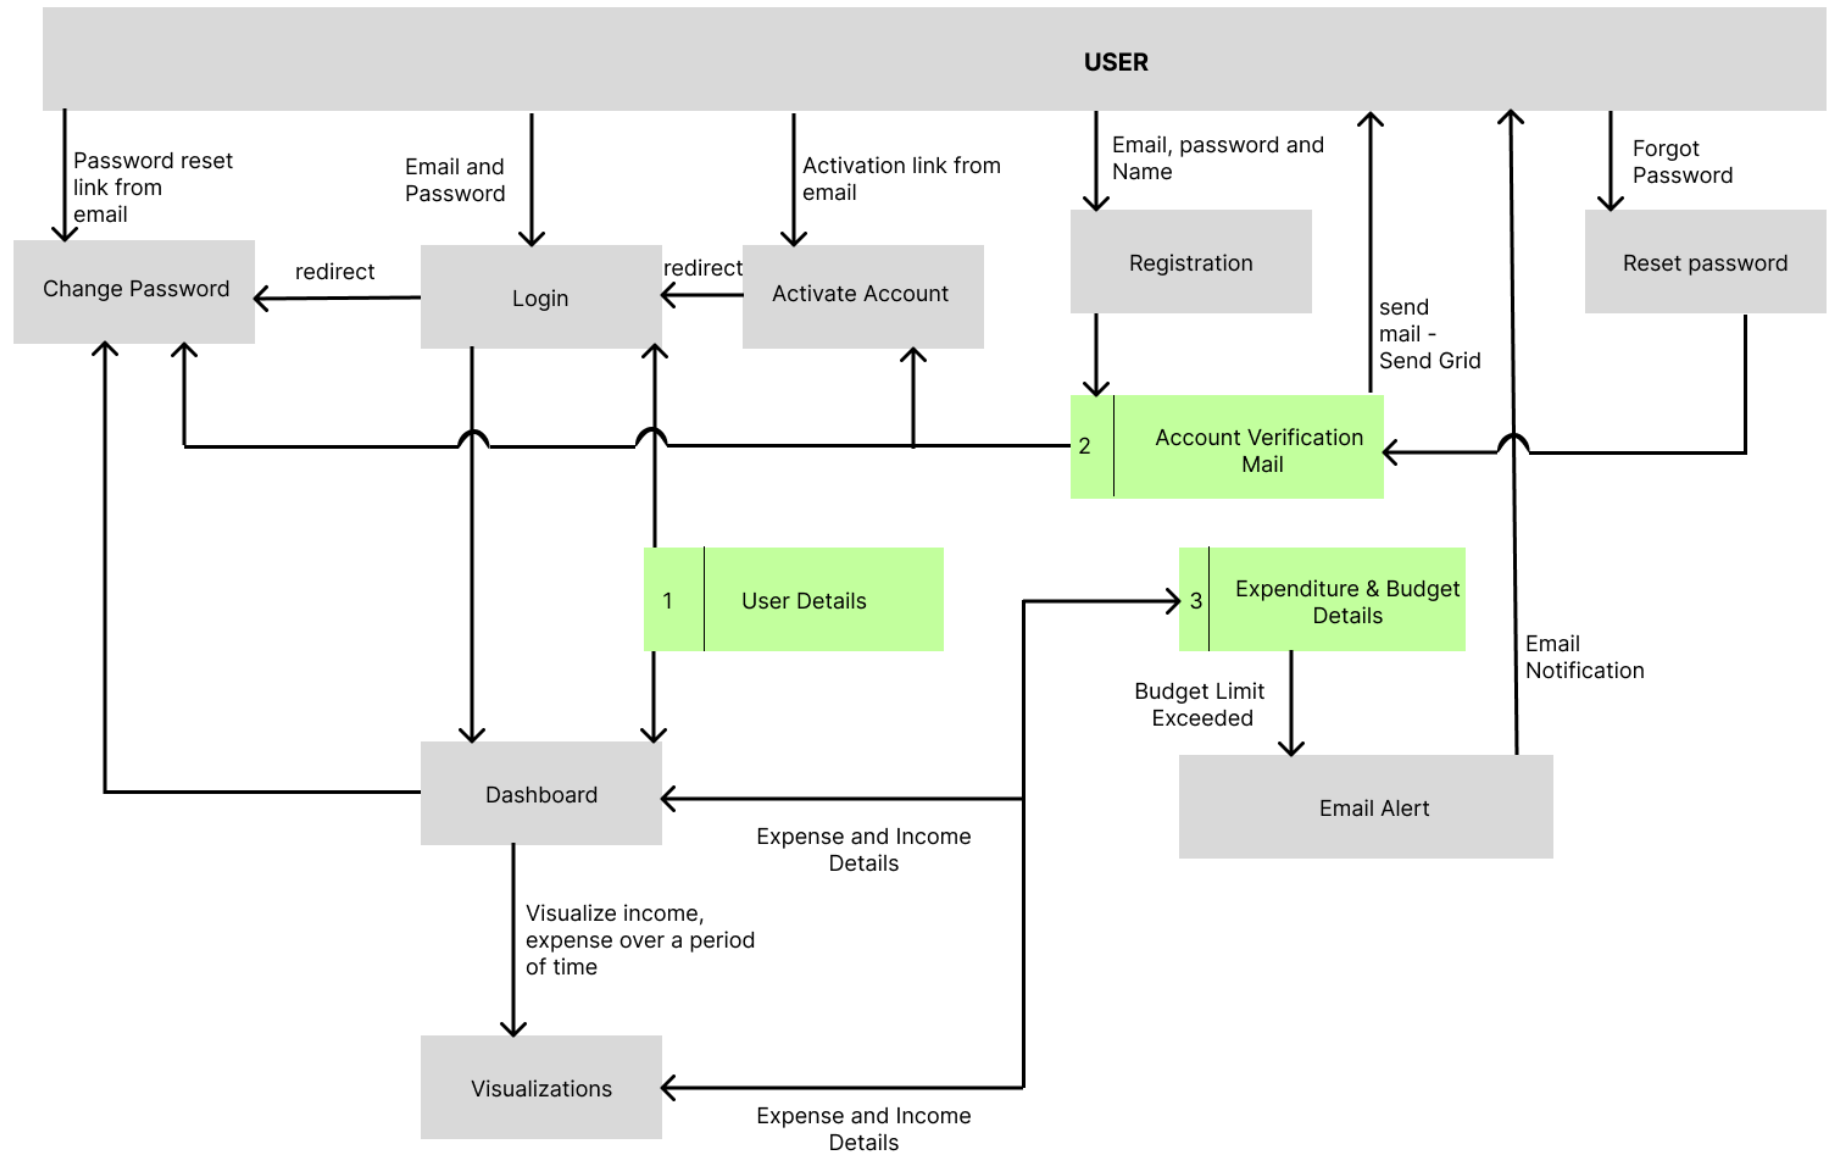 USER
Password reset
link from
email
Email and
Password
Activation link from
email
Email, password and
Name
Forgot
Password
Change Password
redirect
Login
redirect
Activate Account
Registration
Reset password
send
mail -
Send Grid
2
Account Verification
Mail
1
User Details
3
Expenditure & Budget
Details
Email
Notification
Budget Limit
Exceeded
Dashboard
Expense and Income
Details
Email Alert
Visualize income,
expense over a period
of time
Visualizations
Expense and Income
Details